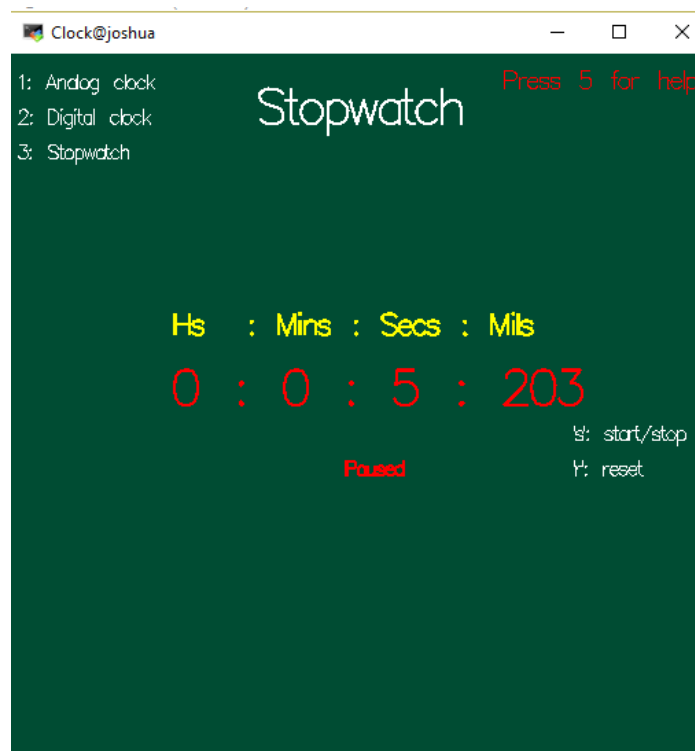 Clock@joshua
1: Analog clock
2: Digital clock
3: Stopwatch
Stopwatch
Press 5 for help
Hs : Mins : Secs : Mils
0 : 0 : 5 : 203
's': start/stop
'r': reset
Paused